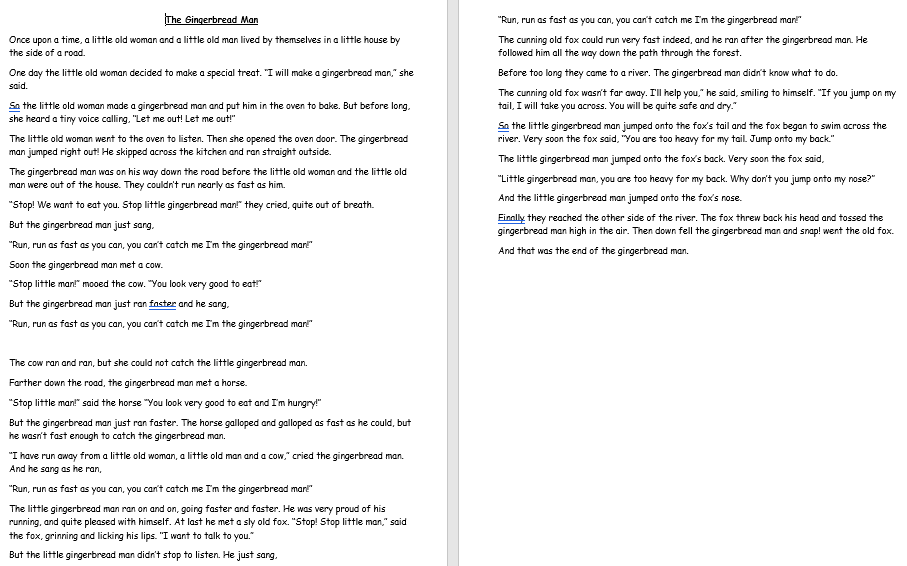 The Gingerbread Man
Once upon a time, a little old woman and a little old man lived by themselves in a little house by
the side of a road.
One day the little old woman decided to make a special treat. “I will make a gingerbread man,” she
said.
So the little old woman made a gingerbread man and put him in the oven to bake. But before long,
she heard a tiny voice calling, “Let me out! Let me out!”
The little old woman went to the oven to listen. Then she opened the oven door. The gingerbread
man jumped right out! He skipped across the kitchen and ran straight outside.
The gingerbread man was on his way down the road before the little old woman and the little old
man were out of the house. They couldn’t run nearly as fast as him.
“Stop! We want to eat you. Stop little gingerbread man!” they cried, quite out of breath.
But the gingerbread man just sang,
“Run, run as fast as you can, you can’t catch me I’m the gingerbread man!”
Soon the gingerbread man met a cow.
“Stop little man!” mooed the cow. “You look very good to eat!”
But the gingerbread man just ran faster and he sang,
“Run, run as fast as you can, you can’t catch me I’m the gingerbread man!”
The cow ran and ran, but she could not catch the little gingerbread man.
Farther down the road, the gingerbread man met a horse.
“Stop little man!” said the horse “You look very good to eat and I’m hungry!”
But the gingerbread man just ran faster. The horse galloped and galloped as fast as he could, but
he wasn’t fast enough to catch the gingerbread man.
“I have run away from a little old woman, a little old man and a cow,” cried the gingerbread man.
And he sang as he ran,
“Run, run as fast as you can, you can’t catch me I’m the gingerbread man!”
The little gingerbread man ran on and on, going faster and faster. He was very proud of his
running, and quite pleased with himself. At last he met a sly old fox. “Stop! Stop little man,” said
the fox, grinning and licking his lips. “I want to talk to you.”
But the little gingerbread man didn’t stop to listen. He just sang,
“Run, run as fast as you can, you can’t catch me I’m the gingerbread man!”
The cunning old fox could run very fast indeed, and he ran after the gingerbread man. He
followed him all the way down the path through the forest.
Before too long they came to a river. The gingerbread man didn’t know what to do.
The cunning old fox wasn’t far away. I’ll help you,” he said, smiling to himself. “If you jump on my
tail, I will take you across. You will be quite safe and dry.”
So the little gingerbread man jumped onto the fox’s tail and the fox began to swim across the
river. Very soon the fox said, “You are too heavy for my tail. Jump onto my back.”
The little gingerbread man jumped onto the fox’s back. Very soon the fox said,
“Little gingerbread man, you are too heavy for my back. Why don’t you jump onto my nose?”
And the little gingerbread man jumped onto the fox’s nose.
Finally they reached the other side of the river. The fox threw back his head and tossed the
gingerbread man high in the air. Then down fell the gingerbread man and snap! went the old fox.
And that was the end of the gingerbread man.